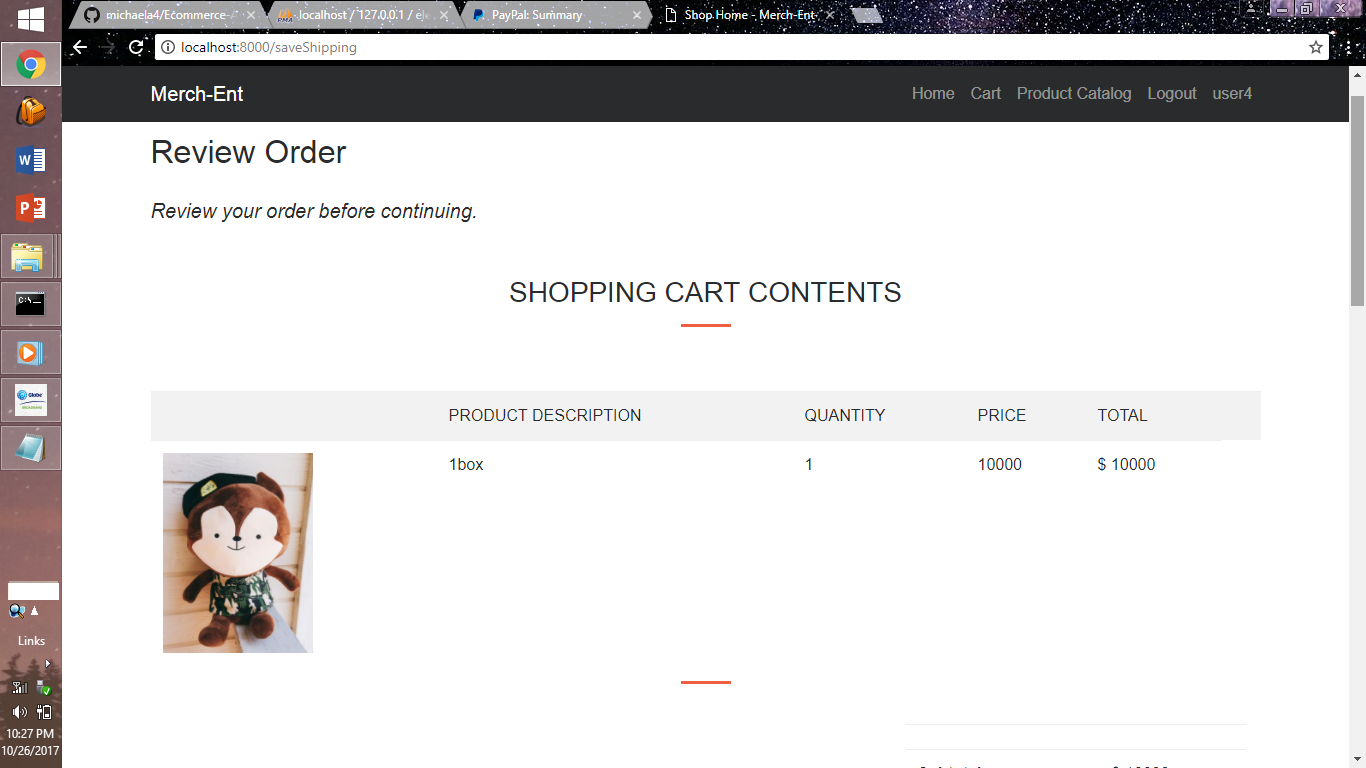 michaela4/Ecommerce-
localhost / 127.0.0.1 /
PayPal: Summary
Shop Home - Merch-Ent
localhost:8000/saveShipping
Merch-Ent
Home Cart Product Catalog Logout user4
Review Order
Review your order before continuing.
SHOPPING CART CONTENTS
PRODUCT DESCRIPTION QUANTITY PRICE TOTAL
1box 1 10000 $ 10000
Links
10:27 PM
10/26/2017